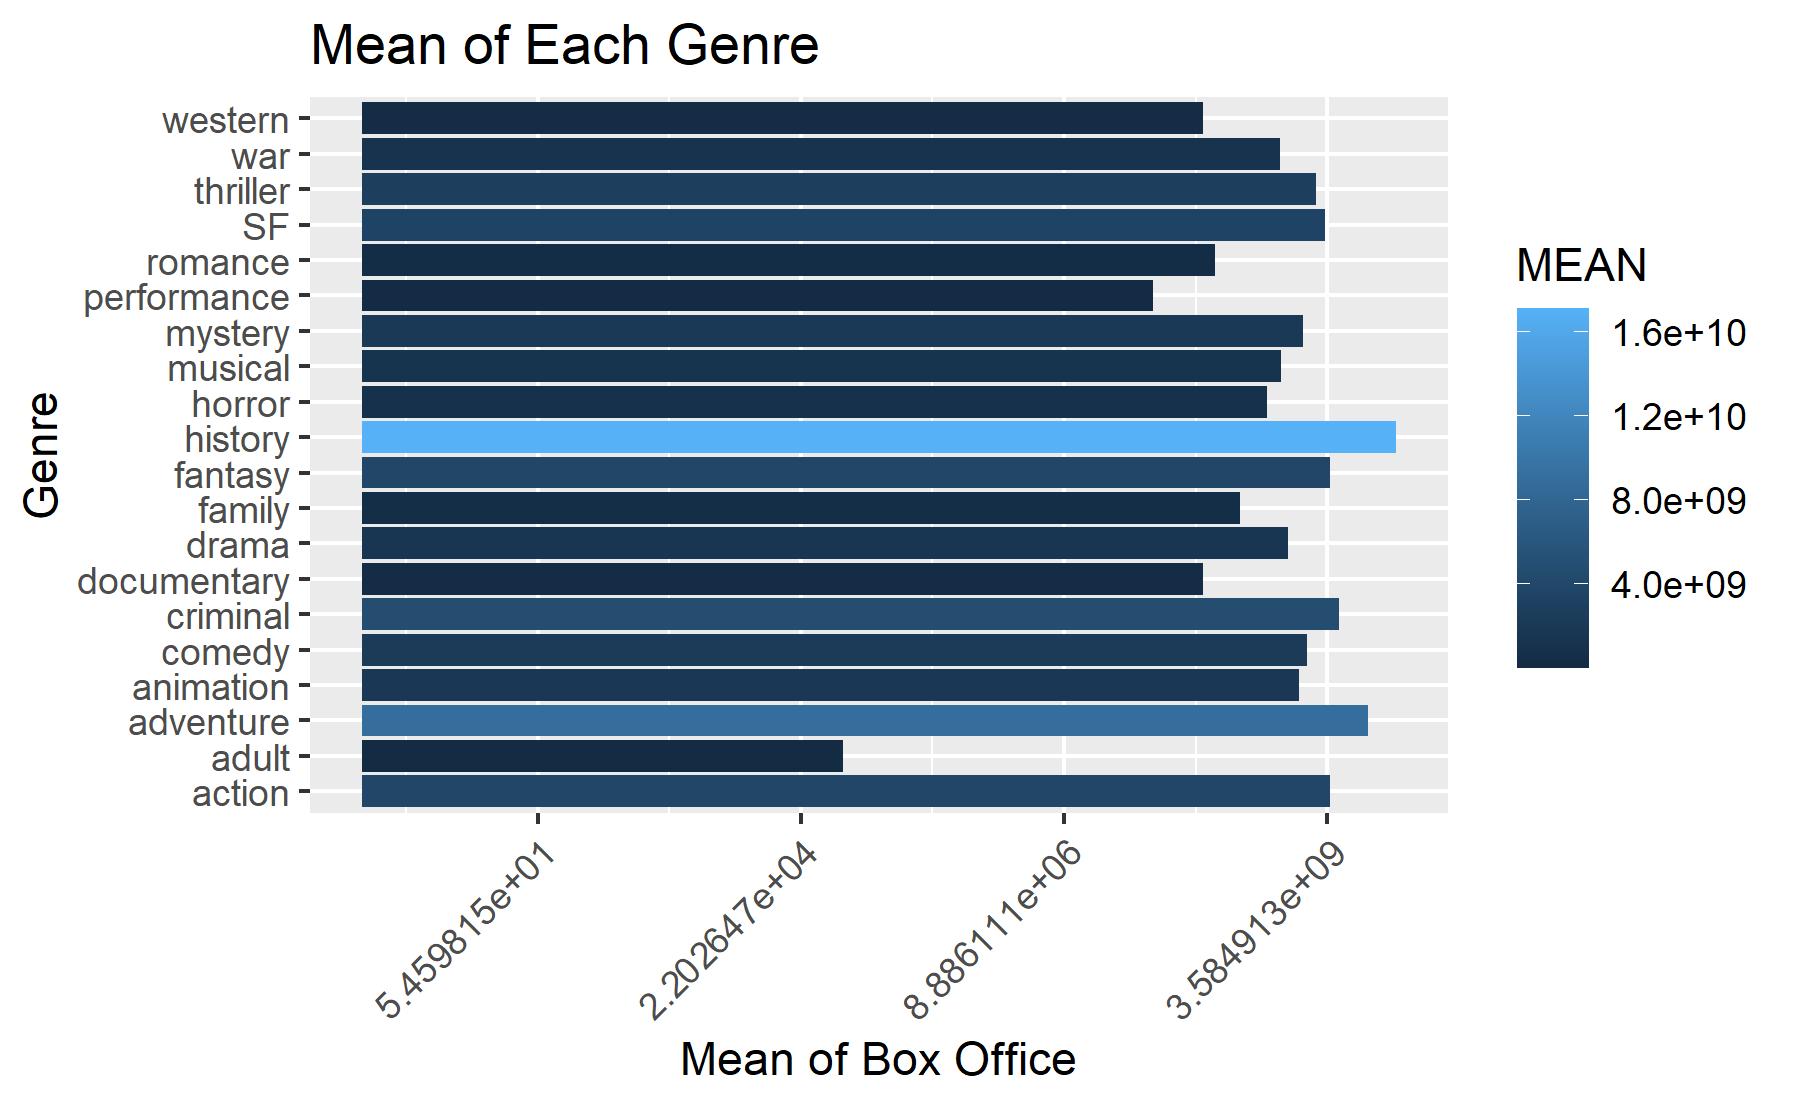 Mean of Each Genre
western
war
thriller
SF
romance
performance
mystery
musical
horror
history
fantasy
family
drama
documentary
criminal
comedy
animation
adventure
adult
action
Genre
5.459815e+01
2.202647e+04
8.886111e+06
3.584913e+09
Mean of Box Office
MEAN
1.6e+10
1.2e+10
8.0e+09
4.0e+09